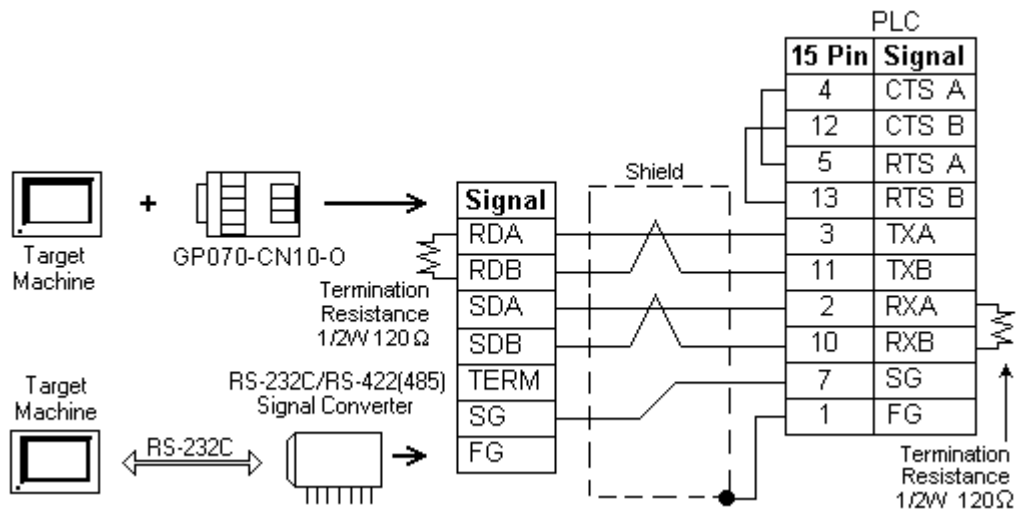 PLC
15 Pin Signal
4 CTS A
12 CTS B
5 RTS A
13 RTS B
3 TXA
11 TXB
2 RXA
10 RXB
7 SG
1 FG
Termination
Resistance
1/2W 120Ω
Shield
Signal
RDA
RDB
SDA
SDB
TERM
SG
FG
Target
Machine
+
GP070-CN10-O
Termination
Resistance
1/2W 120Ω
Target
Machine
RS-232C
RS-232C/RS-422(485)
Signal Converter